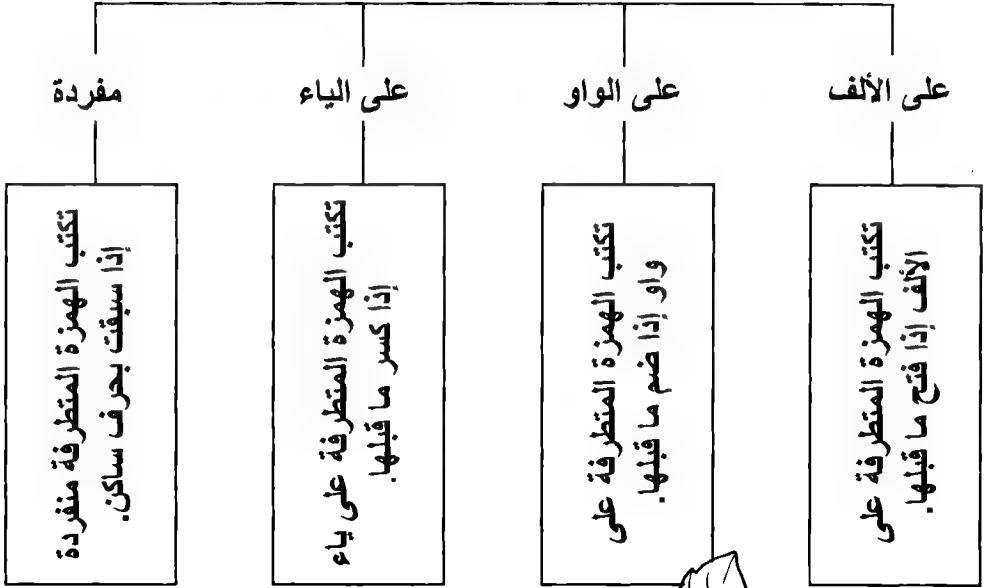 على الألف
على الواو
على الياء
مفردة
تكتب الهمزة المتطرفة على
الألف إذا فتح ما قبلها.
تكتب الهمزة المتطرفة على
واو إذا ضم ما قبلها.
تكتب الهمزة المتطرفة على ياء
إذا كسر ما قبلها.
تكتب الهمزة المتطرفة منفردة
إذا سبقت بحرف ساكن.